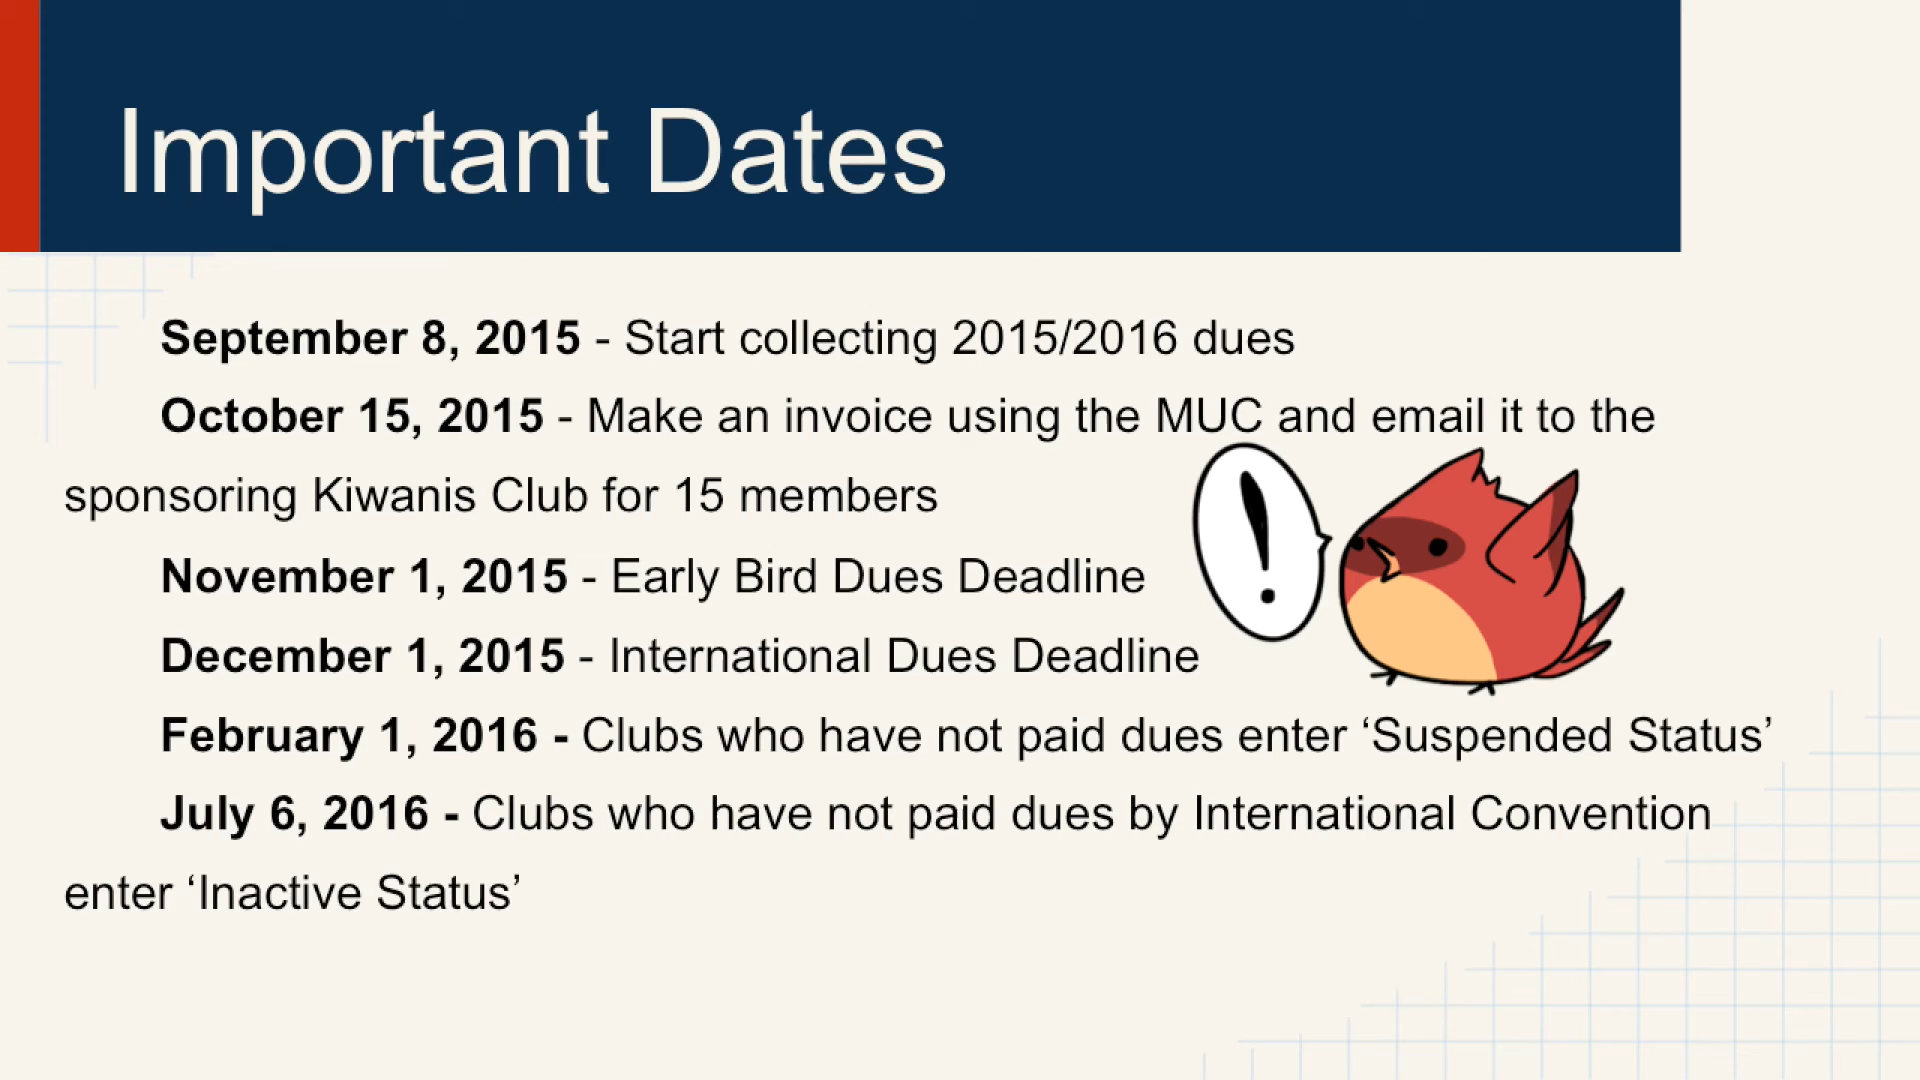 Important Dates
September 8, 2015 - Start collecting 2015/2016 dues
October 15, 2015 - Make an invoice using the MUC and email it to the
sponsoring Kiwanis Club for 15 members
!
November 1, 2015 - Early Bird Dues Deadline
December 1, 2015 - International Dues Deadline
February 1, 2016 - Clubs who have not paid dues enter ‘Suspended Status’
July 6, 2016 - Clubs who have not paid dues by International Convention
enter ‘Inactive Status’